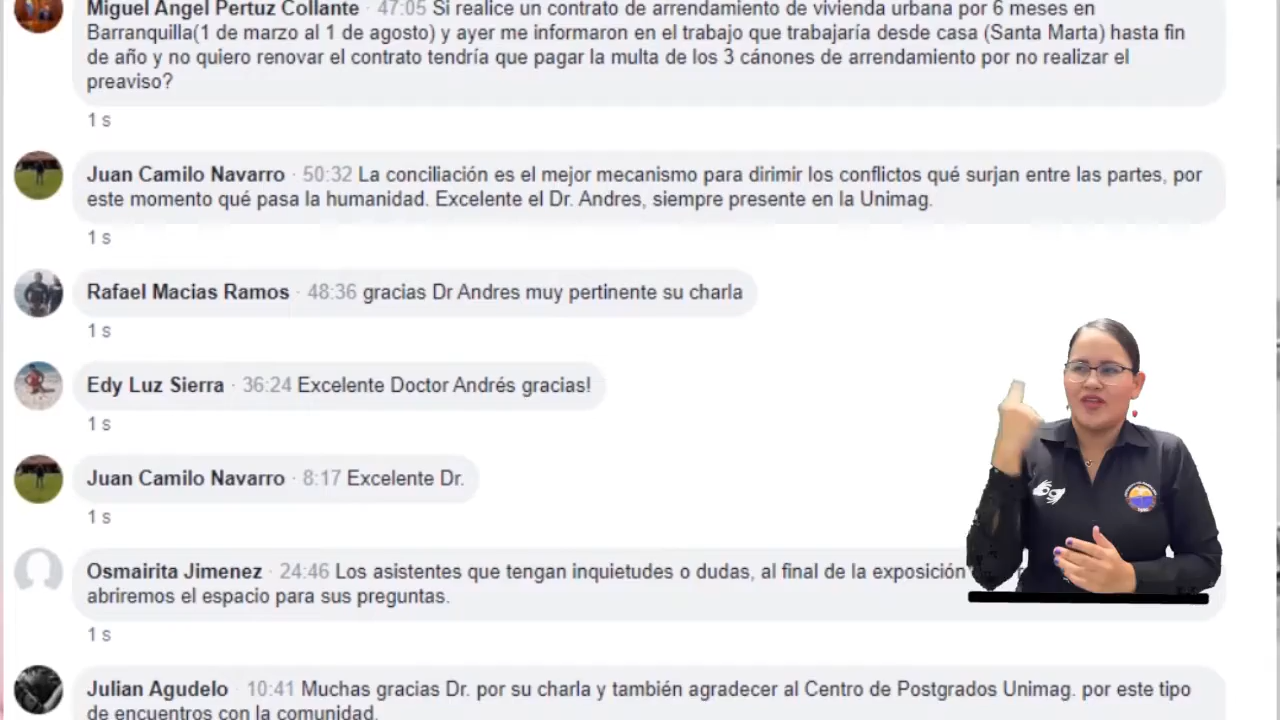 Miguel Angel Pertuz Collante · 47:05 Si realice un contrato de arrendamiento de vivienda urbana por 6 meses en
Barranquilla(1 de marzo al 1 de agosto) y ayer me informaron en el trabajo que trabajaría desde casa (Santa Marta) hasta fin
de año y no quiero renovar el contrato tendría que pagar la multa de los 3 cánones de arrendamiento por no realizar el
preaviso?
1 s
Juan Camilo Navarro · 50:32 La conciliación es el mejor mecanismo para dirimir los conflictos qué surjan entre las partes, por
este momento qué pasa la humanidad. Excelente el Dr. Andres, siempre presente en la Unimag.
1 s
Rafael Macias Ramos · 48:36 gracias Dr Andres muy pertinente su charla
1 s
Edy Luz Sierra · 36:24 Excelente Doctor Andrés gracias!
1 s
Juan Camilo Navarro · 8:17 Excelente Dr.
1 s
Osmairita Jimenez · 24:46 Los asistentes que tengan inquietudes o dudas, al final de la exposición
abriremos el espacio para sus preguntas.
1 s
Julian Agudelo · 10:41 Muchas gracias Dr. por su charla y también agradecer al Centro de Postgrados Unimag. por este tipo
de encuentros con la comunidad.